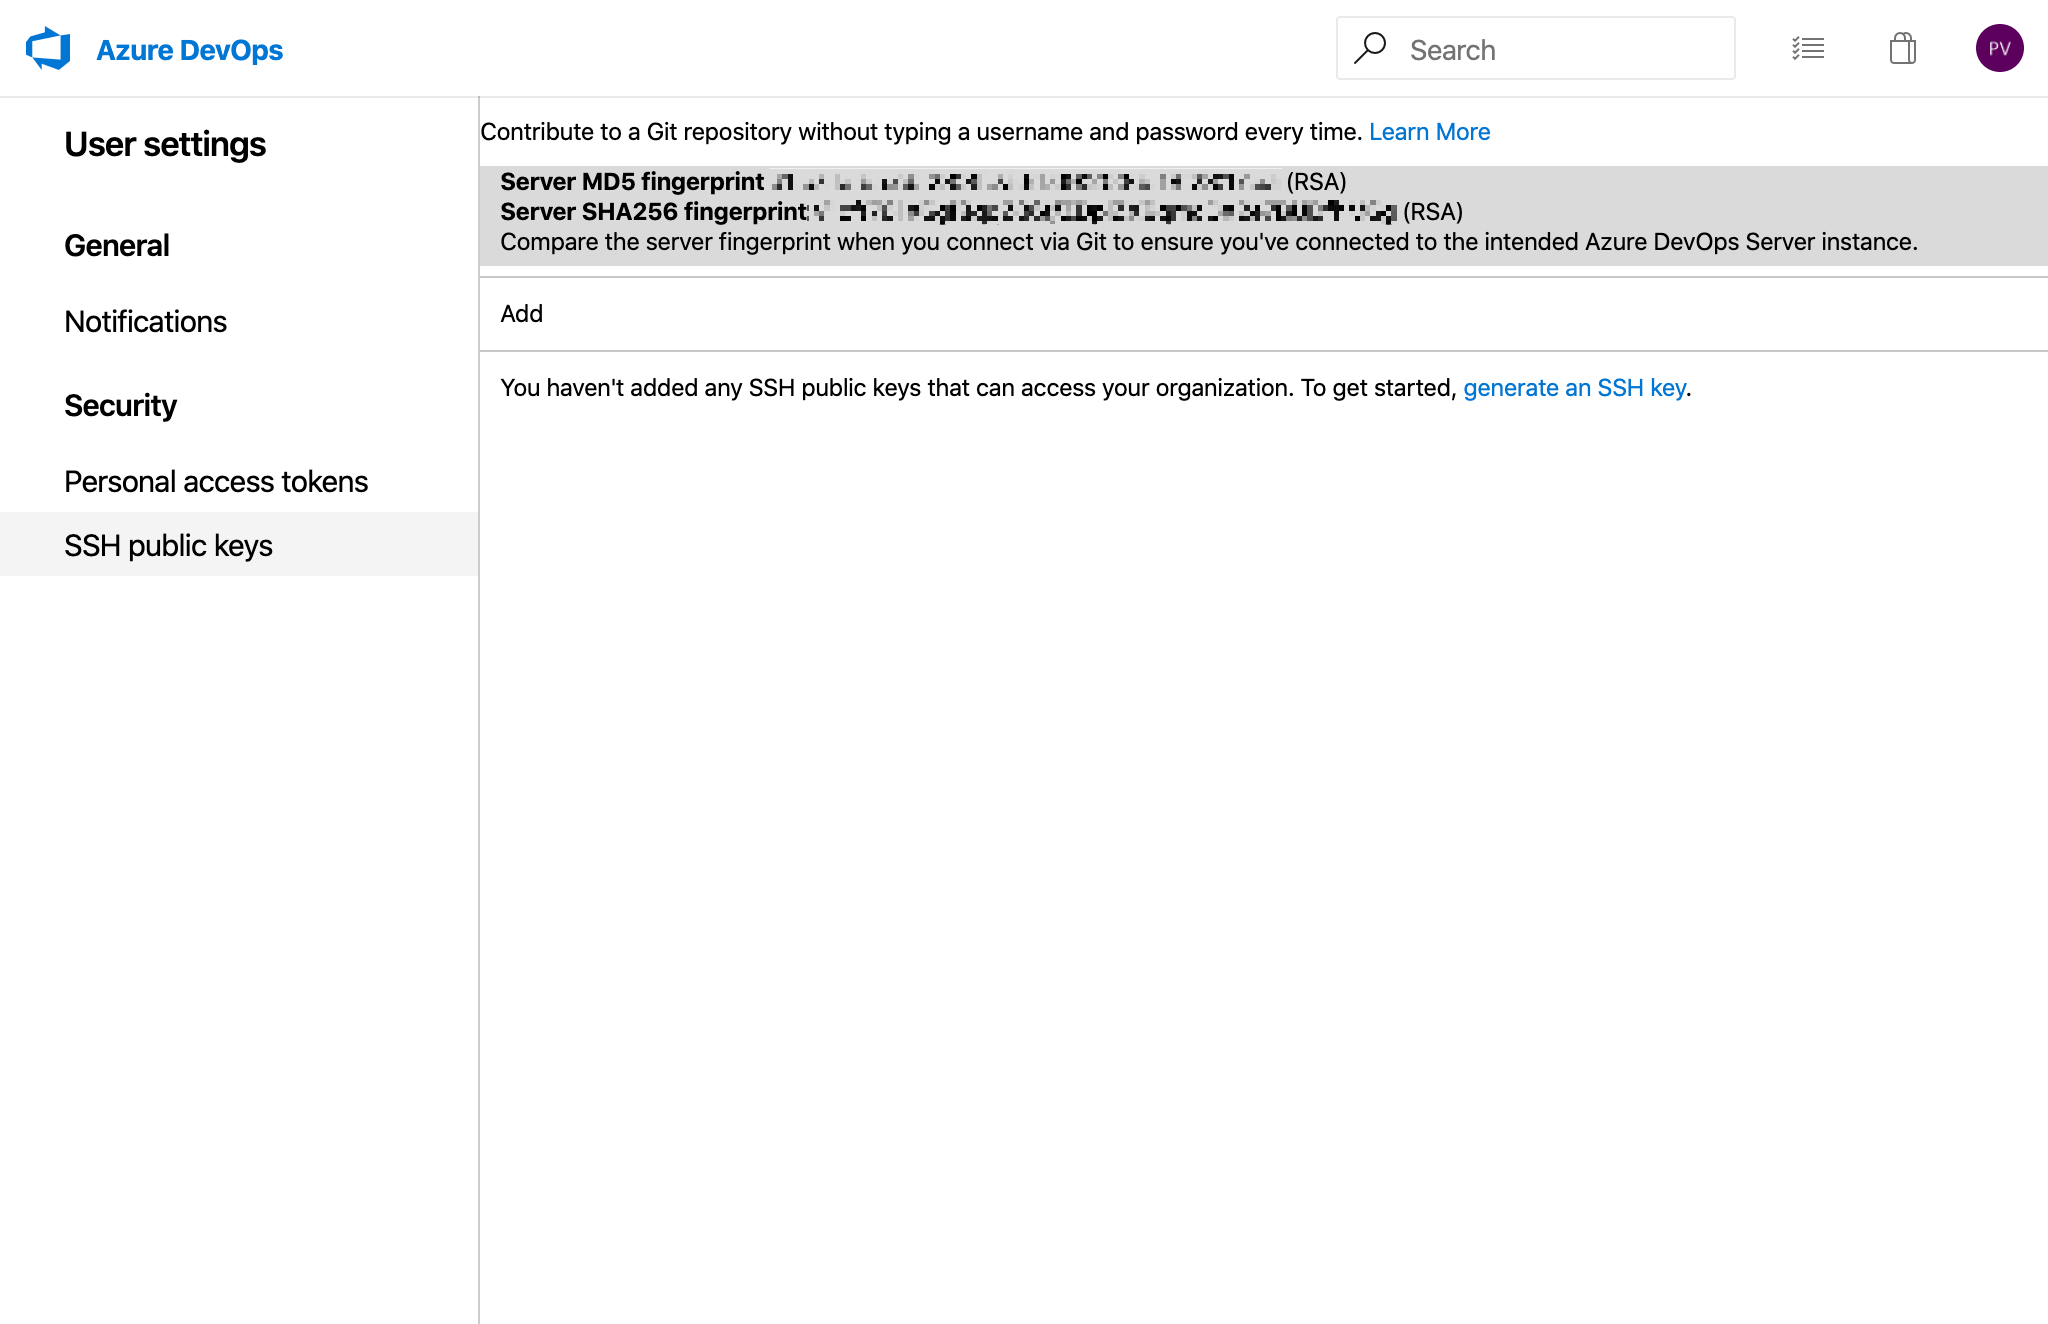 Azure DevOps
Search
PV
User settings
General
Notifications
Security
Personal access tokens
SSH public keys
Contribute to a Git repository without typing a username and password every time. Learn More
Server MD5 fingerprint (RSA)
Server SHA256 fingerprint: (RSA)
Compare the server fingerprint when you connect via Git to ensure you've connected to the intended Azure DevOps Server instance.
Add
You haven't added any SSH public keys that can access your organization. To get started, generate an SSH key.